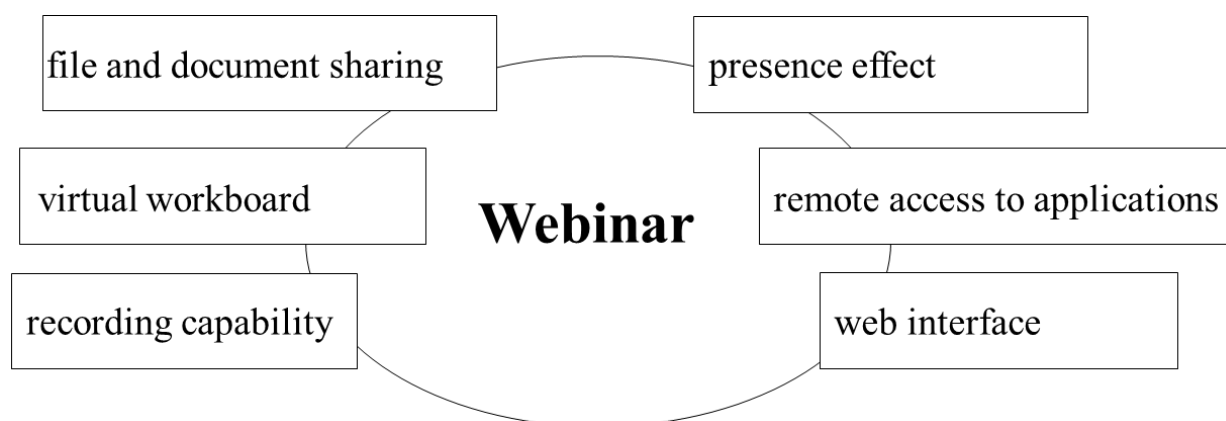 file and document sharing
presence effect
virtual workboard
remote access to applications
Webinar
recording capability
web interface